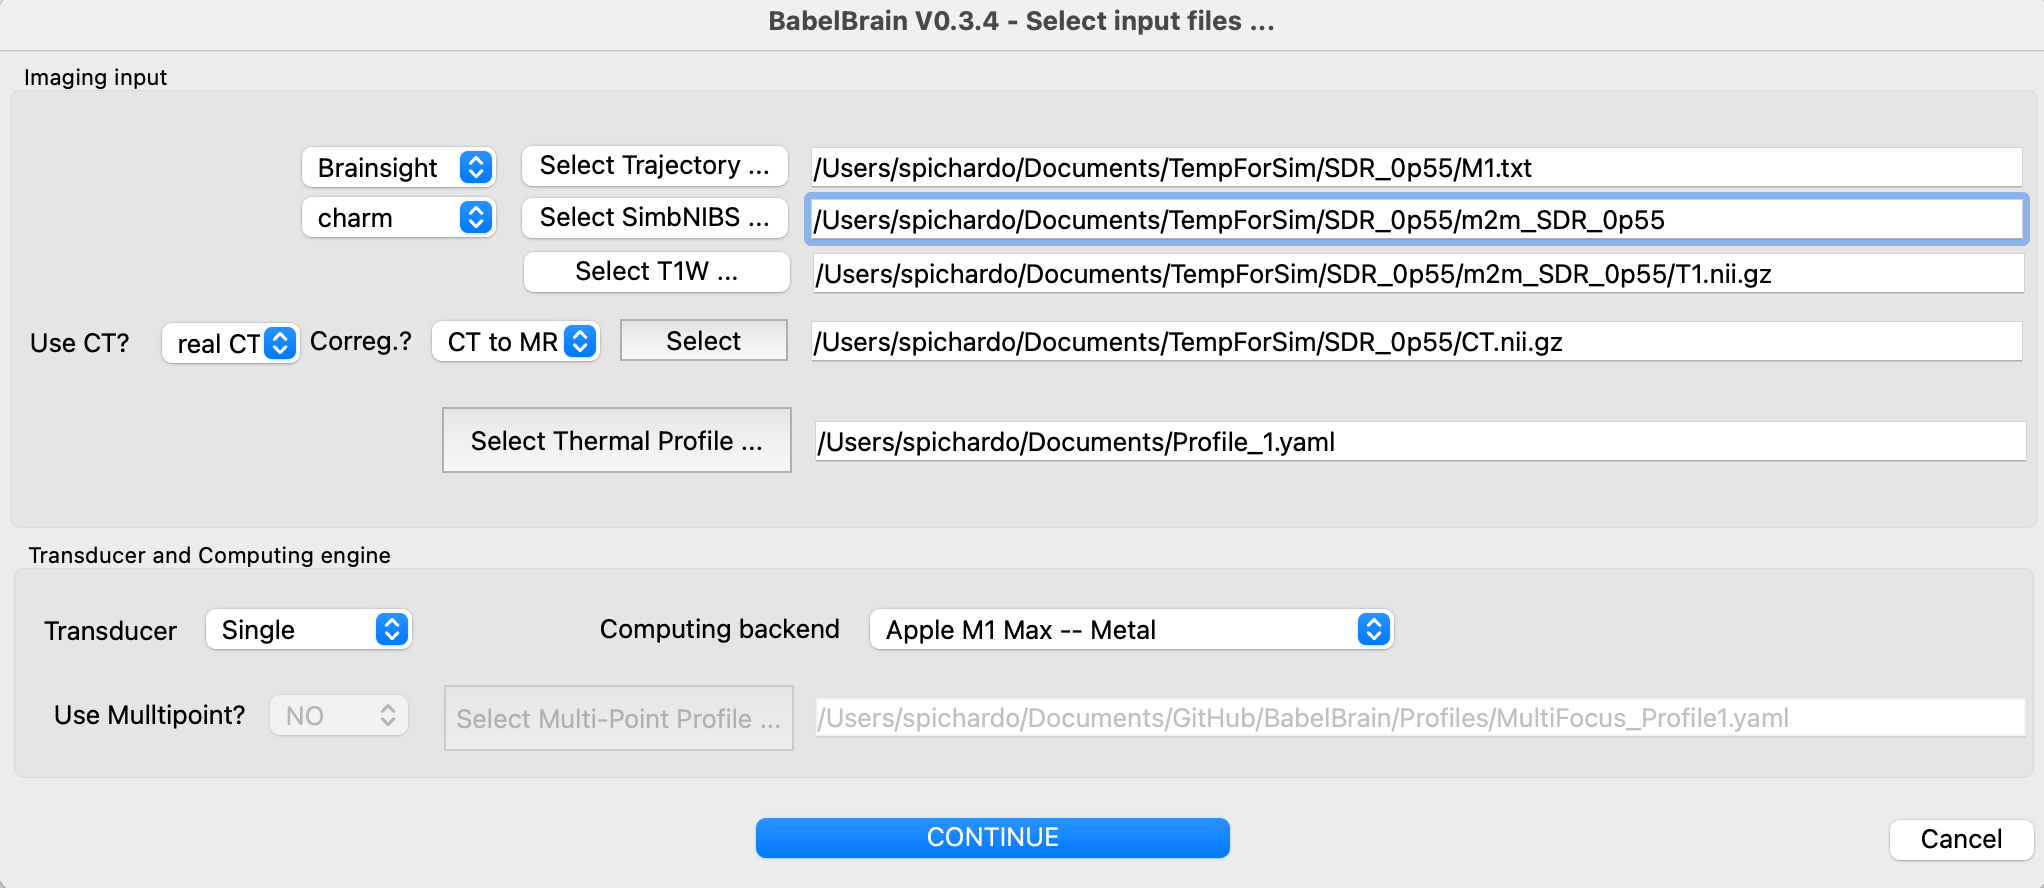 BabelBrain V0.3.4 - Select input files ...
Imaging input
Brainsight Select Trajectory ... /Users/spichardo/Documents/TempForSim/SDR_0p55/M1.txt
charm Select SimbNIBS ... /Users/spichardo/Documents/TempForSim/SDR_0p55/m2m_SDR_0p55
Select T1W ... /Users/spichardo/Documents/TempForSim/SDR_0p55/m2m_SDR_0p55/T1.nii.gz
Use CT? real CT Correg.? CT to MR Select /Users/spichardo/Documents/TempForSim/SDR_0p55/CT.nii.gz
Select Thermal Profile ... /Users/spichardo/Documents/Profile_1.yaml
Transducer and Computing engine
Transducer Single Computing backend Apple M1 Max -- Metal
Use Mulltipoint? NO Select Multi-Point Profile ... /Users/spichardo/Documents/GitHub/BabelBrain/Profiles/MultiFocus_Profile1.yaml
CONTINUE Cancel